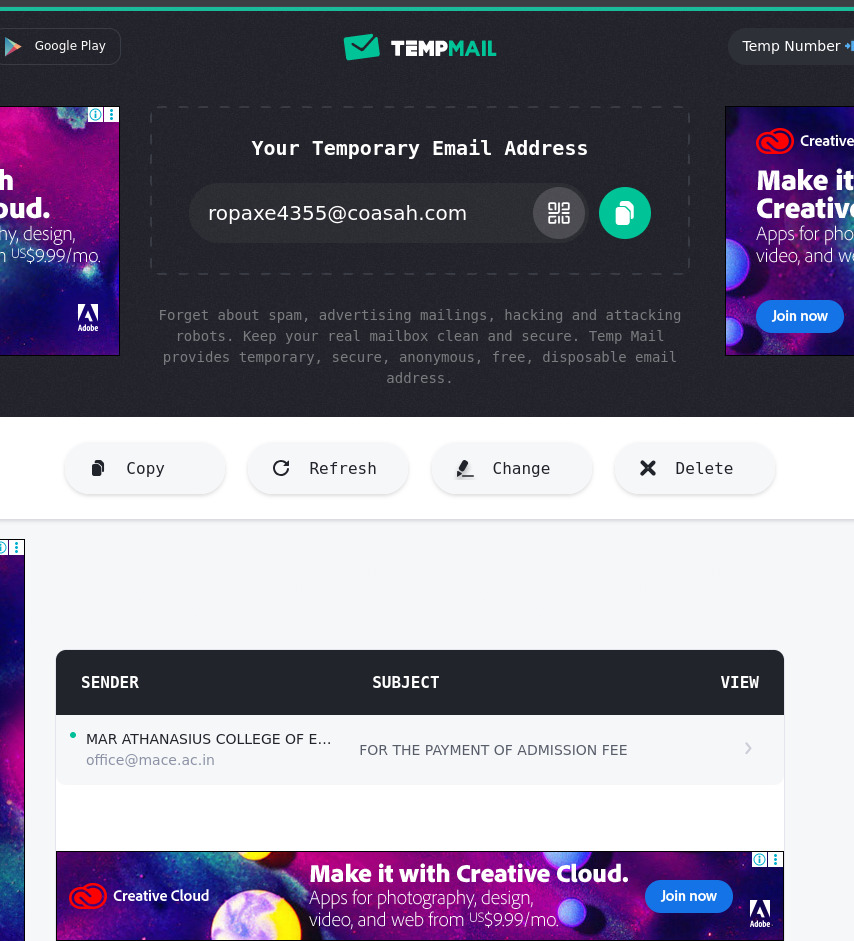 Google Play
TEMPMAIL
Temp Number
Your Temporary Email Address
ropaxe4355@coasah.com
h
oud.
hy, design,
n US$9.99/mo.
Adobe
Creative
Make it
Creative
Apps for pho
video, and we
Join now
Forget about spam, advertising mailings, hacking and attacking
robots. Keep your real mailbox clean and secure. Temp Mail
provides temporary, secure, anonymous, free, disposable email
address.
Copy
Refresh
Change
Delete
SENDER SUBJECT VIEW
MAR ATHANASIUS COLLEGE OF E...
office@mace.ac.in
FOR THE PAYMENT OF ADMISSION FEE
Creative Cloud
Make it with Creative Cloud.
Apps for photography, design,
video, and web from US$9.99/mo.
Join now
Adobe